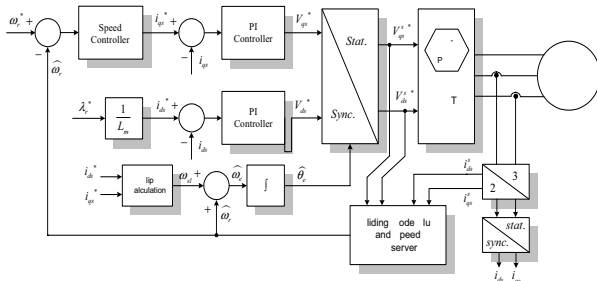 ω_r^* + Speed Controller i_qs^* + PI Controller V_qs^* Stat. V_qs^s*
− ω̂_r − i_qs
P
λ_r^* 1/L_m i_ds^* + PI Controller V_ds^* Sync. V_ds^s* T
− i_ds
i_ds^* lip alculation ω_sl + ω̂_e ∫ θ̂_e i_ds^s 2 3
i_qs^* + ω̂_r i_qs^s
liding ode lu
and peed
server
stat.
sync.
i_ds